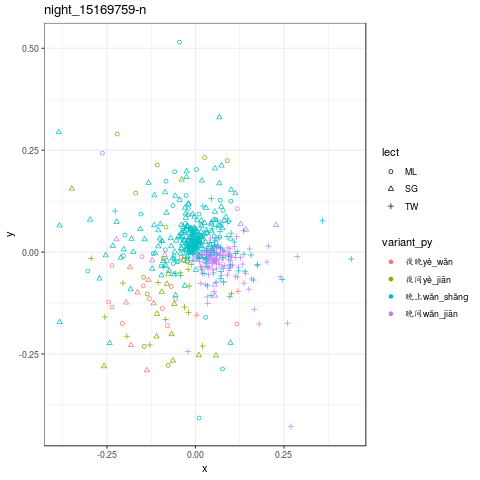 night_15169759-n
0.50
0.25
0.00
-0.25
y
-0.25
0.00
0.25
x
lect
ML
SG
TW
variant_py
夜晚yè_wǎn
夜间yè_jiān
晚上wǎn_shàng
晚间wǎn_jiān